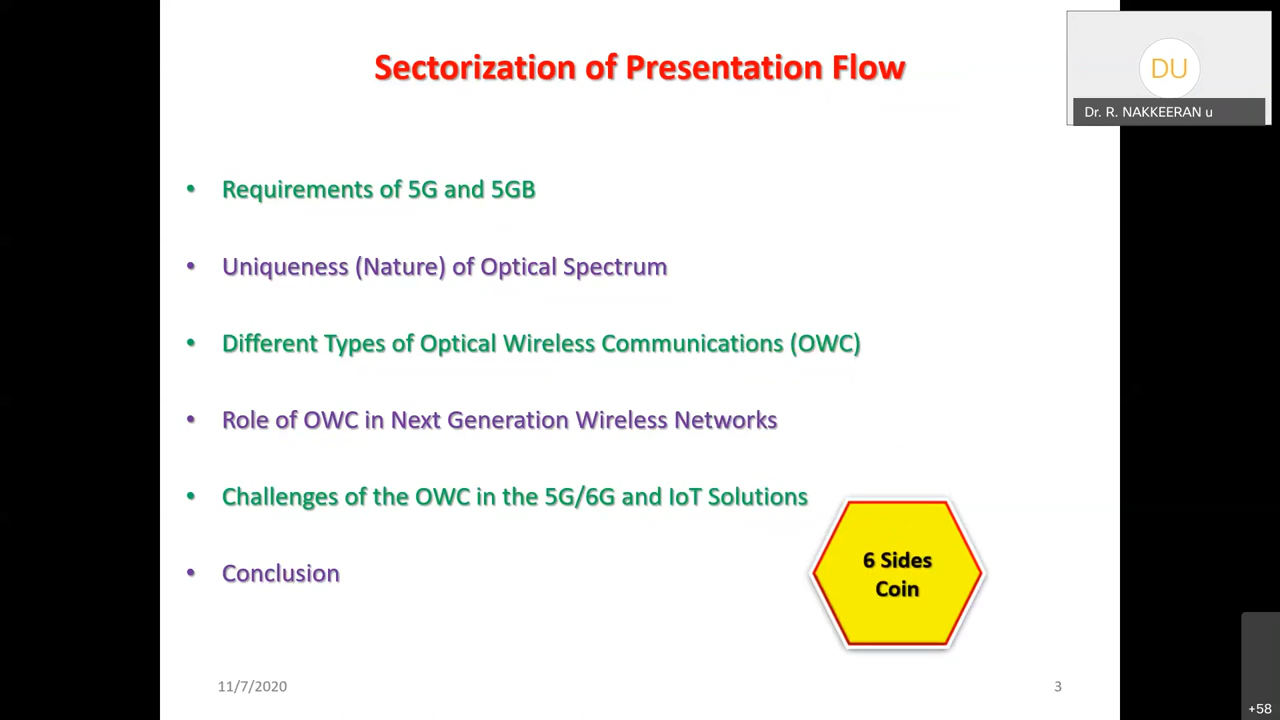 Sectorization of Presentation Flow
DU
Dr. R. NAKKEERAN u
• Requirements of 5G and 5GB
• Uniqueness (Nature) of Optical Spectrum
• Different Types of Optical Wireless Communications (OWC)
• Role of OWC in Next Generation Wireless Networks
• Challenges of the OWC in the 5G/6G and IoT Solutions
• Conclusion
6 Sides
Coin
11/7/2020
3
+58